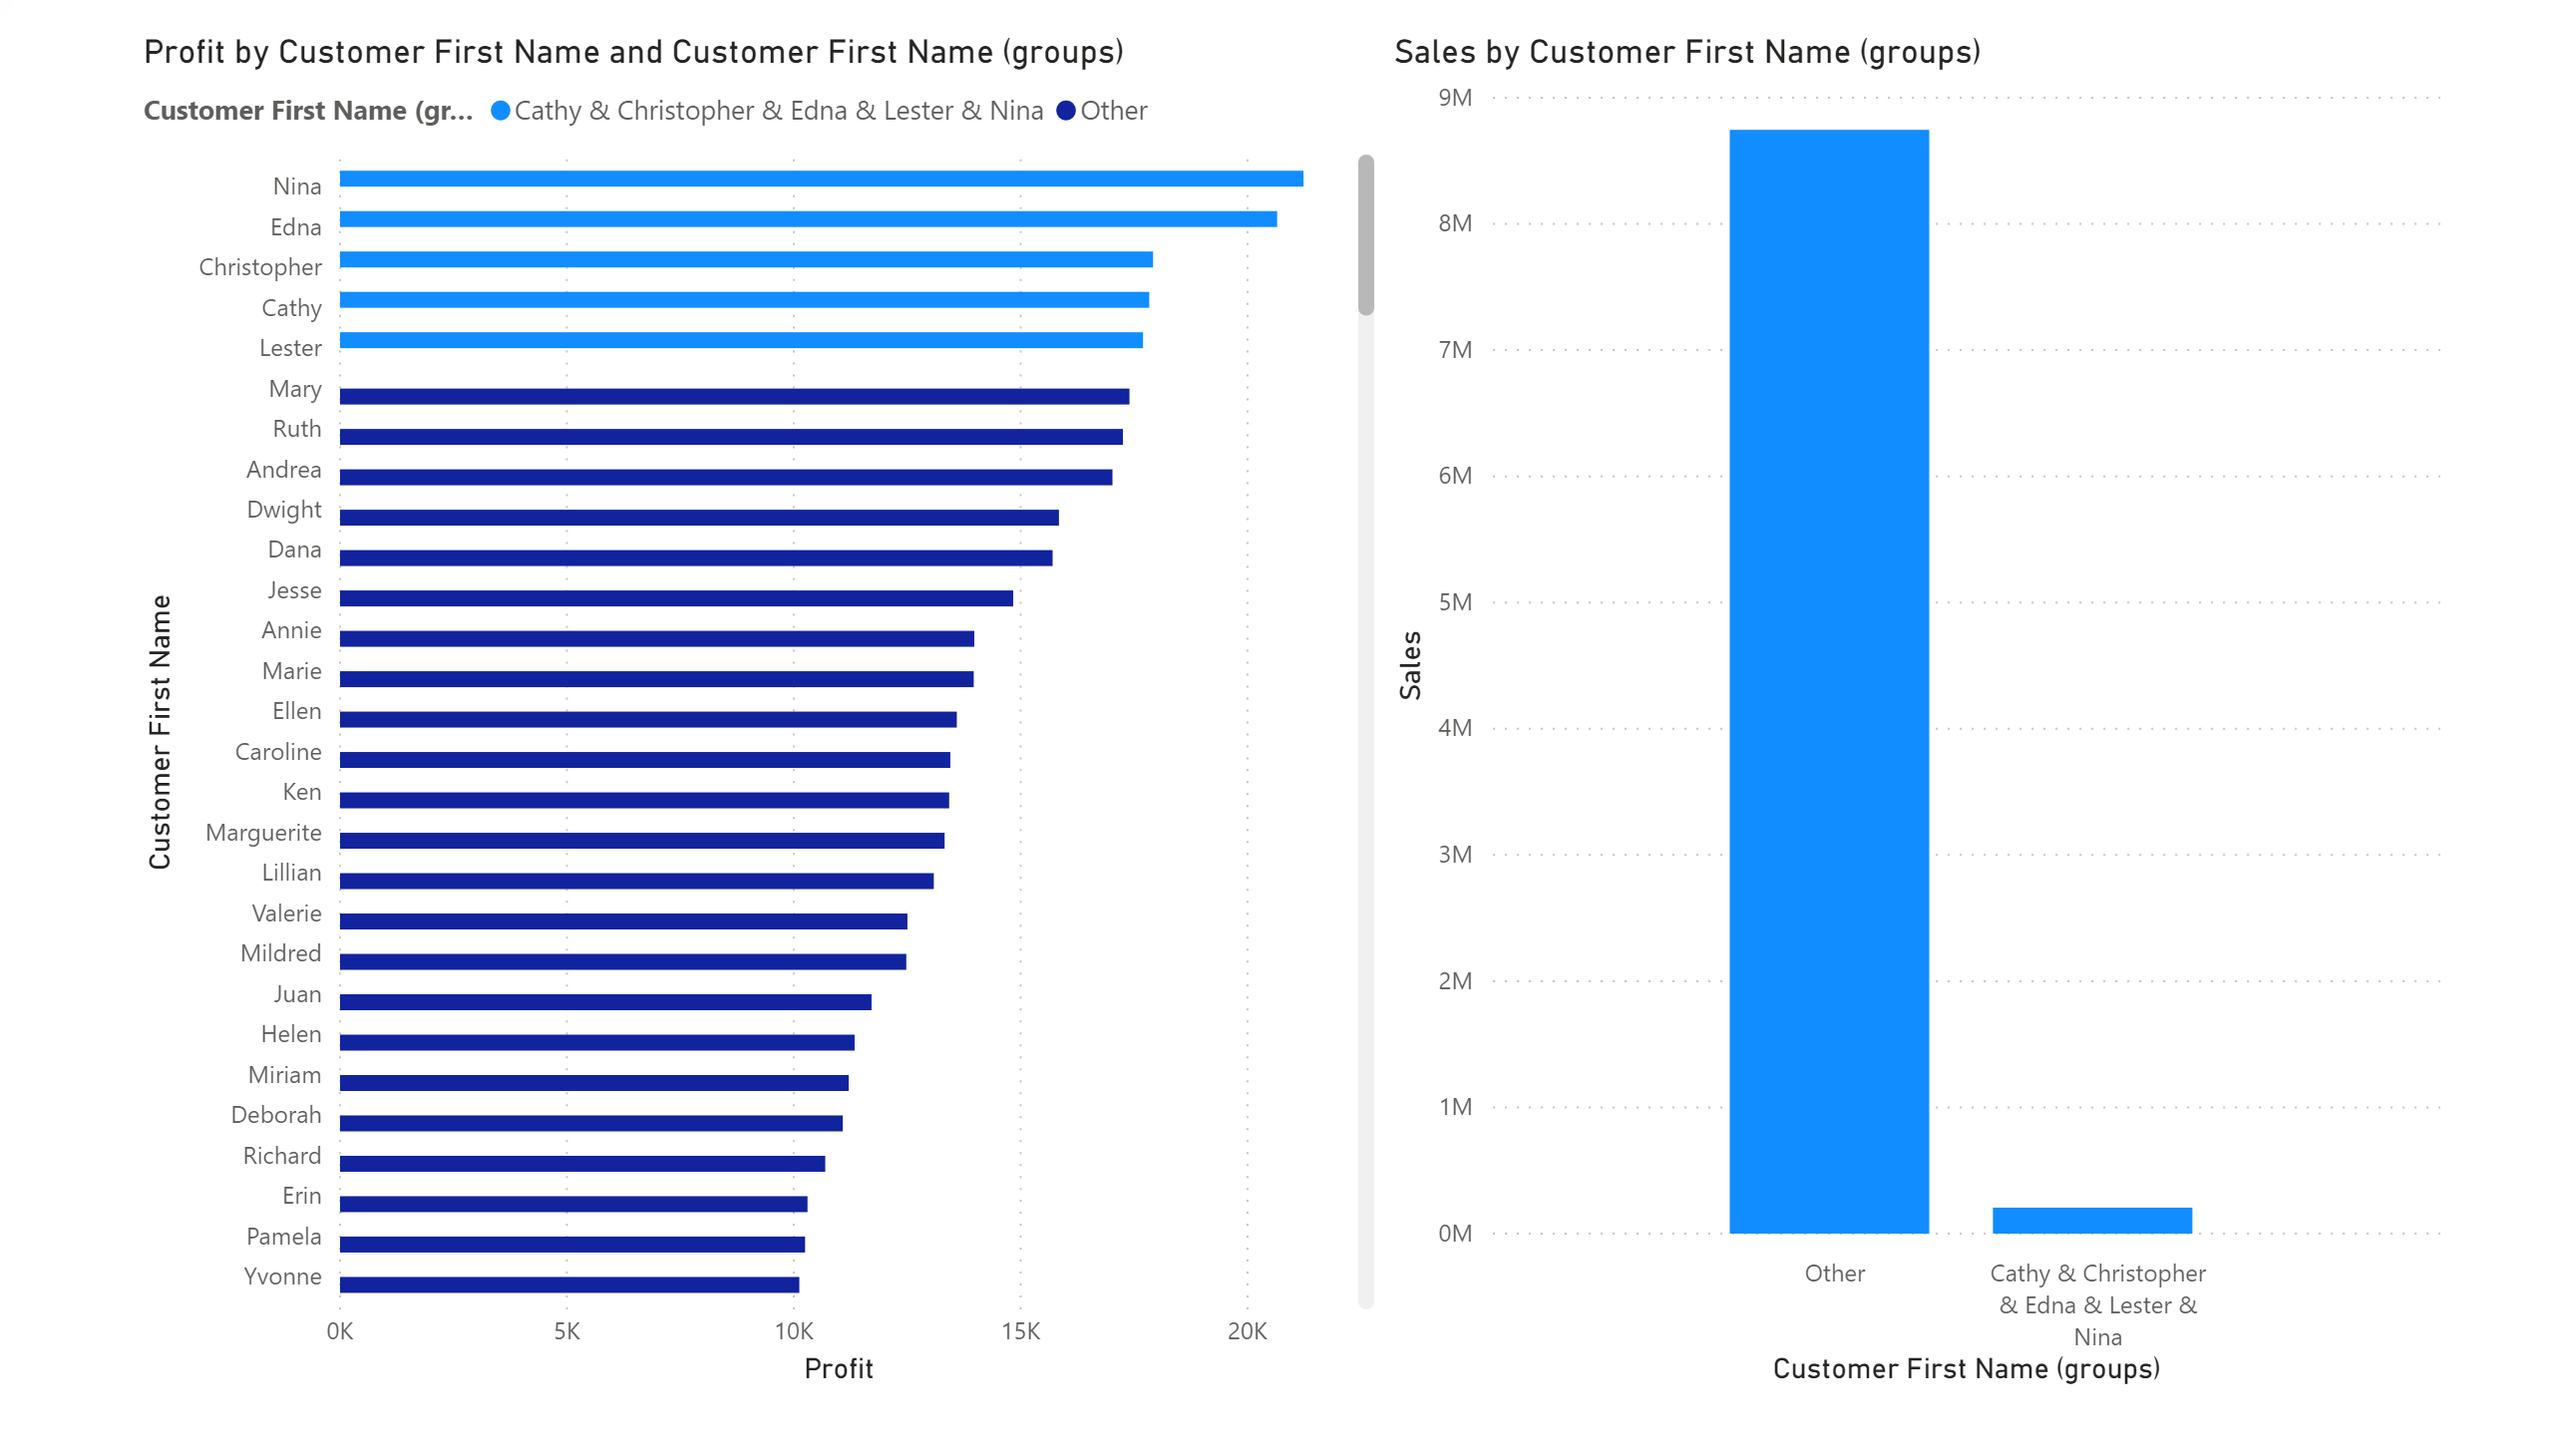 Profit by Customer First Name and Customer First Name (groups)
Customer First Name (gr... Cathy & Christopher & Edna & Lester & Nina Other
Customer First Name
Nina
Edna
Christopher
Cathy
Lester
Mary
Ruth
Andrea
Dwight
Dana
Jesse
Annie
Marie
Ellen
Caroline
Ken
Marguerite
Lillian
Valerie
Mildred
Juan
Helen
Miriam
Deborah
Richard
Erin
Pamela
Yvonne
0K 5K 10K 15K 20K
Profit
Sales by Customer First Name (groups)
Sales
9M
8M
7M
6M
5M
4M
3M
2M
1M
0M
Other
Cathy & Christopher
& Edna & Lester &
Nina
Customer First Name (groups)